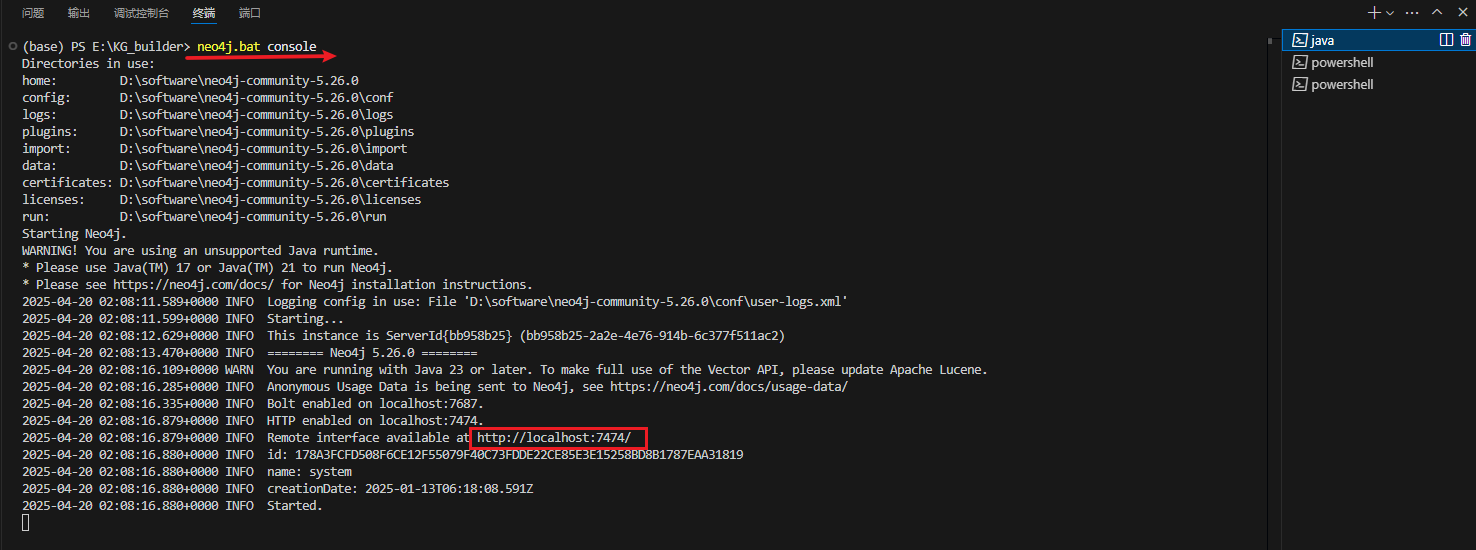 问题 输出 调试控制台 终端 端口
(base) PS E:\KG_builder> neo4j.bat console
Directories in use:
home:         D:\software\neo4j-community-5.26.0
config:       D:\software\neo4j-community-5.26.0\conf
logs:         D:\software\neo4j-community-5.26.0\logs
plugins:      D:\software\neo4j-community-5.26.0\plugins
import:       D:\software\neo4j-community-5.26.0\import
data:         D:\software\neo4j-community-5.26.0\data
certificates: D:\software\neo4j-community-5.26.0\certificates
licenses:     D:\software\neo4j-community-5.26.0\licenses
run:          D:\software\neo4j-community-5.26.0\run
Starting Neo4j.
WARNING! You are using an unsupported Java runtime.
* Please use Java(TM) 17 or Java(TM) 21 to run Neo4j.
* Please see https://neo4j.com/docs/ for Neo4j installation instructions.
2025-04-20 02:08:11.589+0000 INFO  Logging config in use: File 'D:\software\neo4j-community-5.26.0\conf\user-logs.xml'
2025-04-20 02:08:11.599+0000 INFO  Starting...
2025-04-20 02:08:12.629+0000 INFO  This instance is ServerId{bb958b25} (bb958b25-2a2e-4e76-914b-6c377f511ac2)
2025-04-20 02:08:13.470+0000 INFO  ======== Neo4j 5.26.0 ========
2025-04-20 02:08:16.109+0000 WARN  You are running with Java 23 or later. To make full use of the Vector API, please update Apache Lucene.
2025-04-20 02:08:16.285+0000 INFO  Anonymous Usage Data is being sent to Neo4j, see https://neo4j.com/docs/usage-data/
2025-04-20 02:08:16.335+0000 INFO  Bolt enabled on localhost:7687.
2025-04-20 02:08:16.879+0000 INFO  HTTP enabled on localhost:7474.
2025-04-20 02:08:16.879+0000 INFO  Remote interface available at http://localhost:7474/
2025-04-20 02:08:16.880+0000 INFO  id: 178A3FCFD508F6CE12F55079F40C73FDDE22CE85E3E15258BD8B1787EAA31819
2025-04-20 02:08:16.880+0000 INFO  name: system
2025-04-20 02:08:16.880+0000 INFO  creationDate: 2025-01-13T06:18:08.591Z
2025-04-20 02:08:16.880+0000 INFO  Started.
java
powershell
powershell